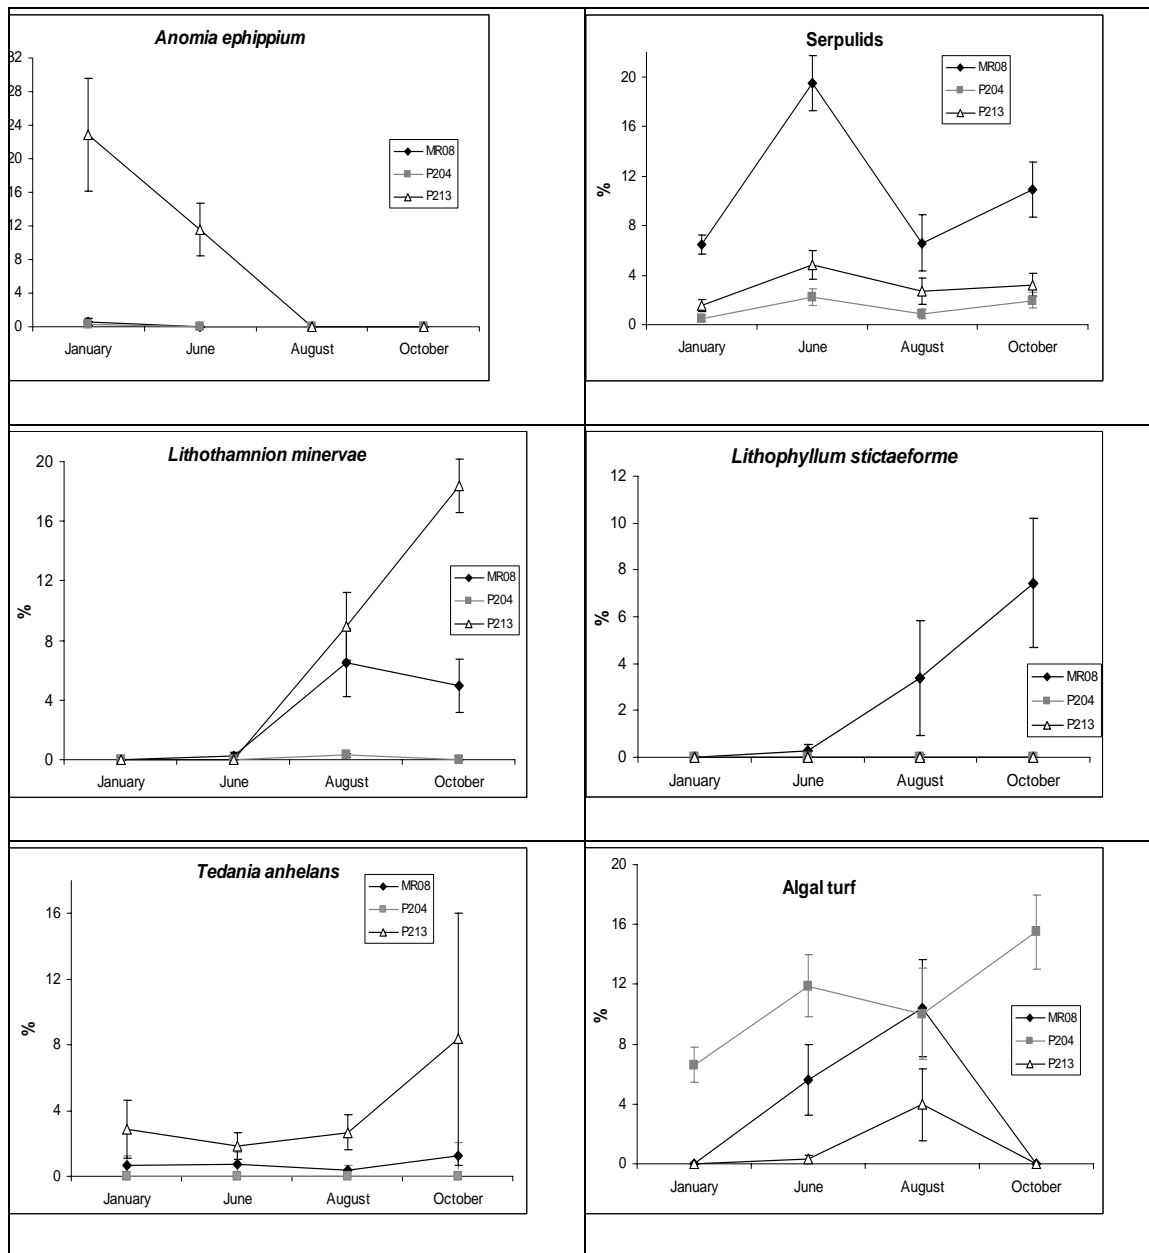 Anomia ephippium
32
28
24
20
16
12
8
4
0
MR08
P204
P213
January June August October
Serpulids
20
16
12
8
4
0
%
MR08
P204
P213
January June August October
Lithothamnion minervae
20
16
12
8
4
0
%
MR08
P204
P213
January June August October
Lithophyllum stictaeforme
12
10
8
6
4
2
0
%
MR08
P204
P213
January June August October
Tedania anhelans
16
12
8
4
0
%
MR08
P204
P213
January June August October
Algal turf
20
16
12
8
4
0
%
MR08
P204
P213
January June August October